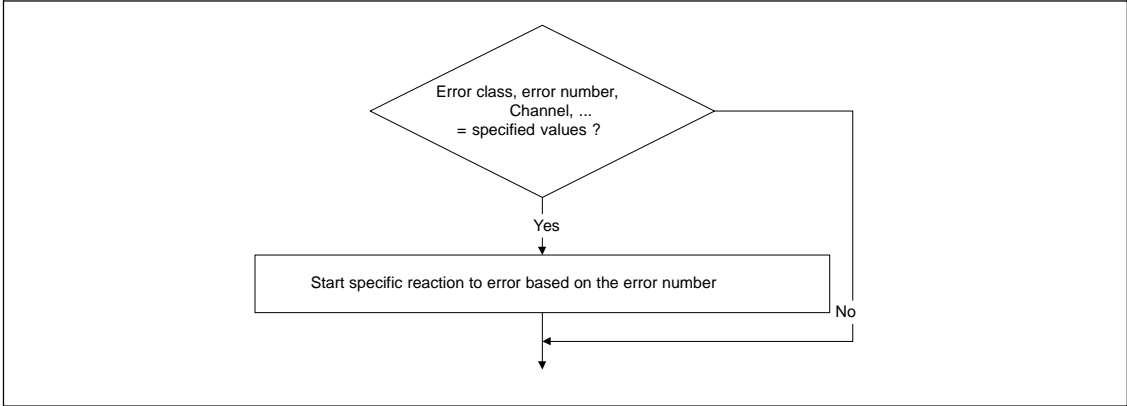 Error class, error number,
Channel, ...
= specified values ?
Yes
Start specific reaction to error based on the error number
No